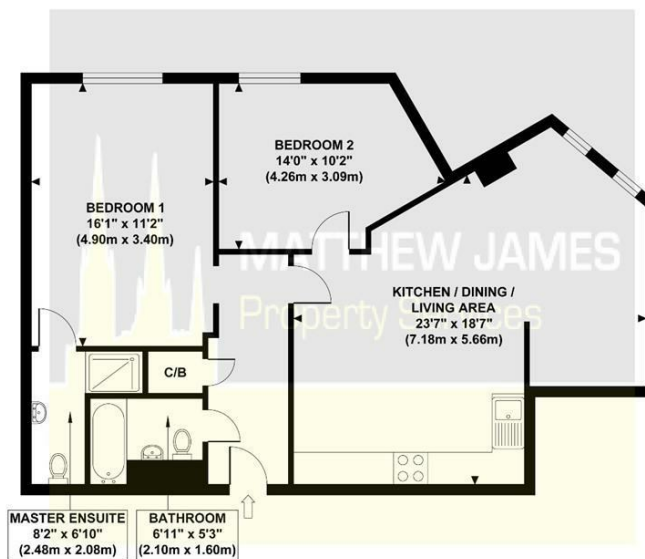 BEDROOM 1
16'1" x 11'2"
(4.90m x 3.40m)
BEDROOM 2
14'0" x 10'2"
(4.26m x 3.09m)
MATTHEW JAMES
Property Services
KITCHEN / DINING /
LIVING AREA
23'7" x 18'7"
(7.18m x 5.66m)
C/B
MASTER ENSUITE
8'2" x 6'10"
(2.48m x 2.08m)
BATHROOM
6'11" x 5'3"
(2.10m x 1.60m)